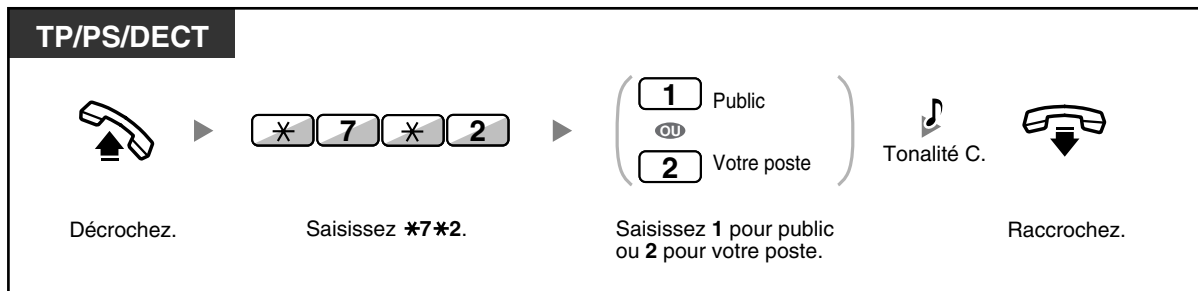 TP/PS/DECT
* 7 * 2
1 Public
OU
2 Votre poste
Tonalité C.
Décrochez.
Saisissez *7*2.
Saisissez 1 pour public
ou 2 pour votre poste.
Raccrochez.